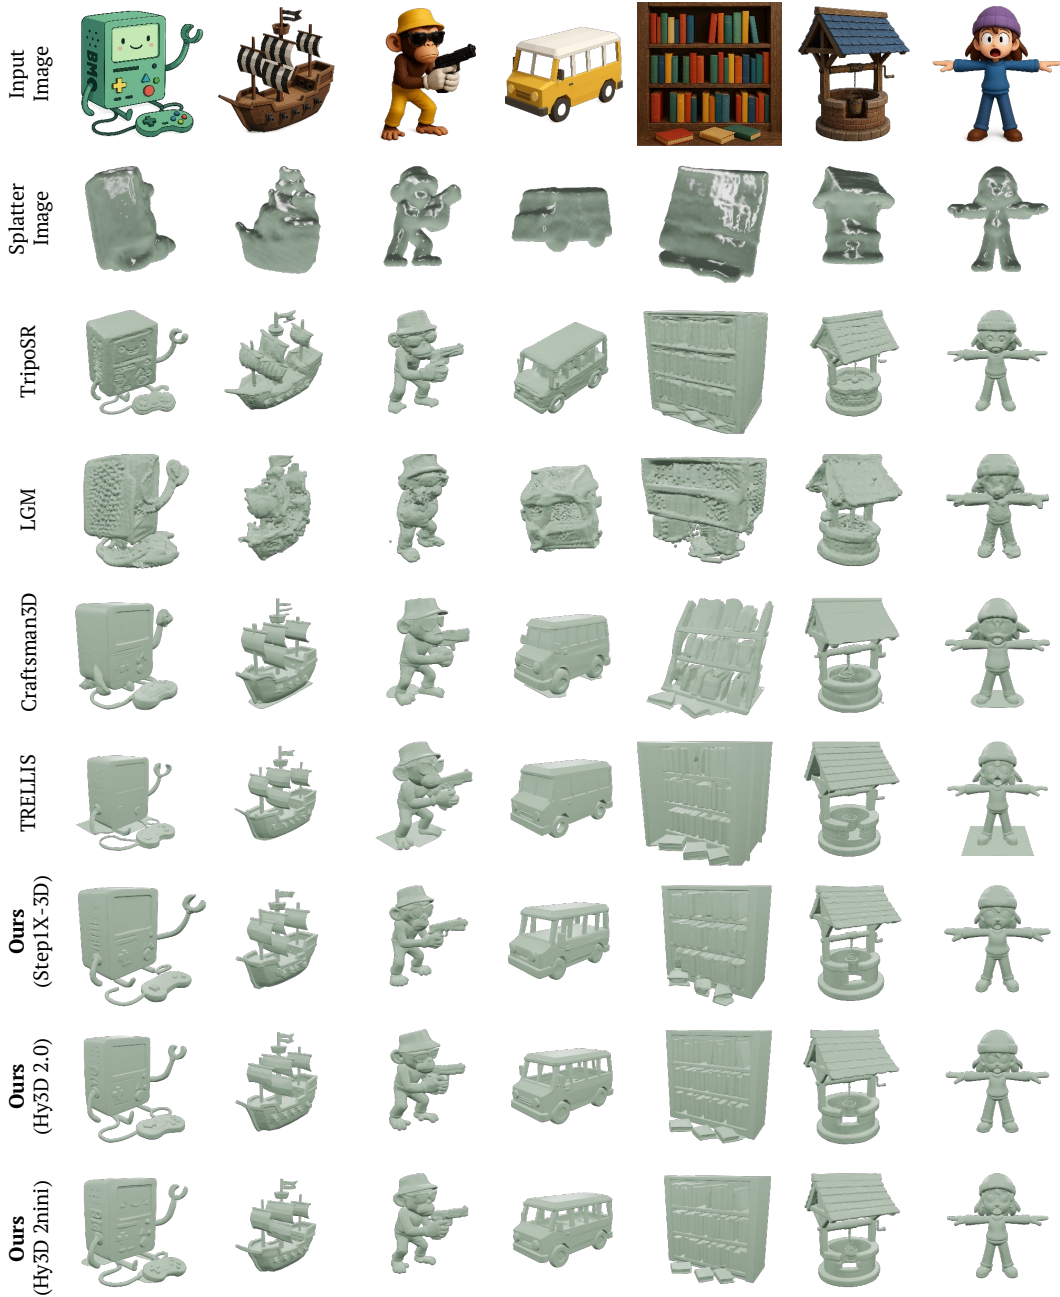 Input
Image
BMO
Splatter
Image
TripoSR
LGM
Craftsman3D
TRELLIS
Ours
(Step1X-3D)
Ours
(Hy3D 2.0)
Ours
(Hy3D 2mini)